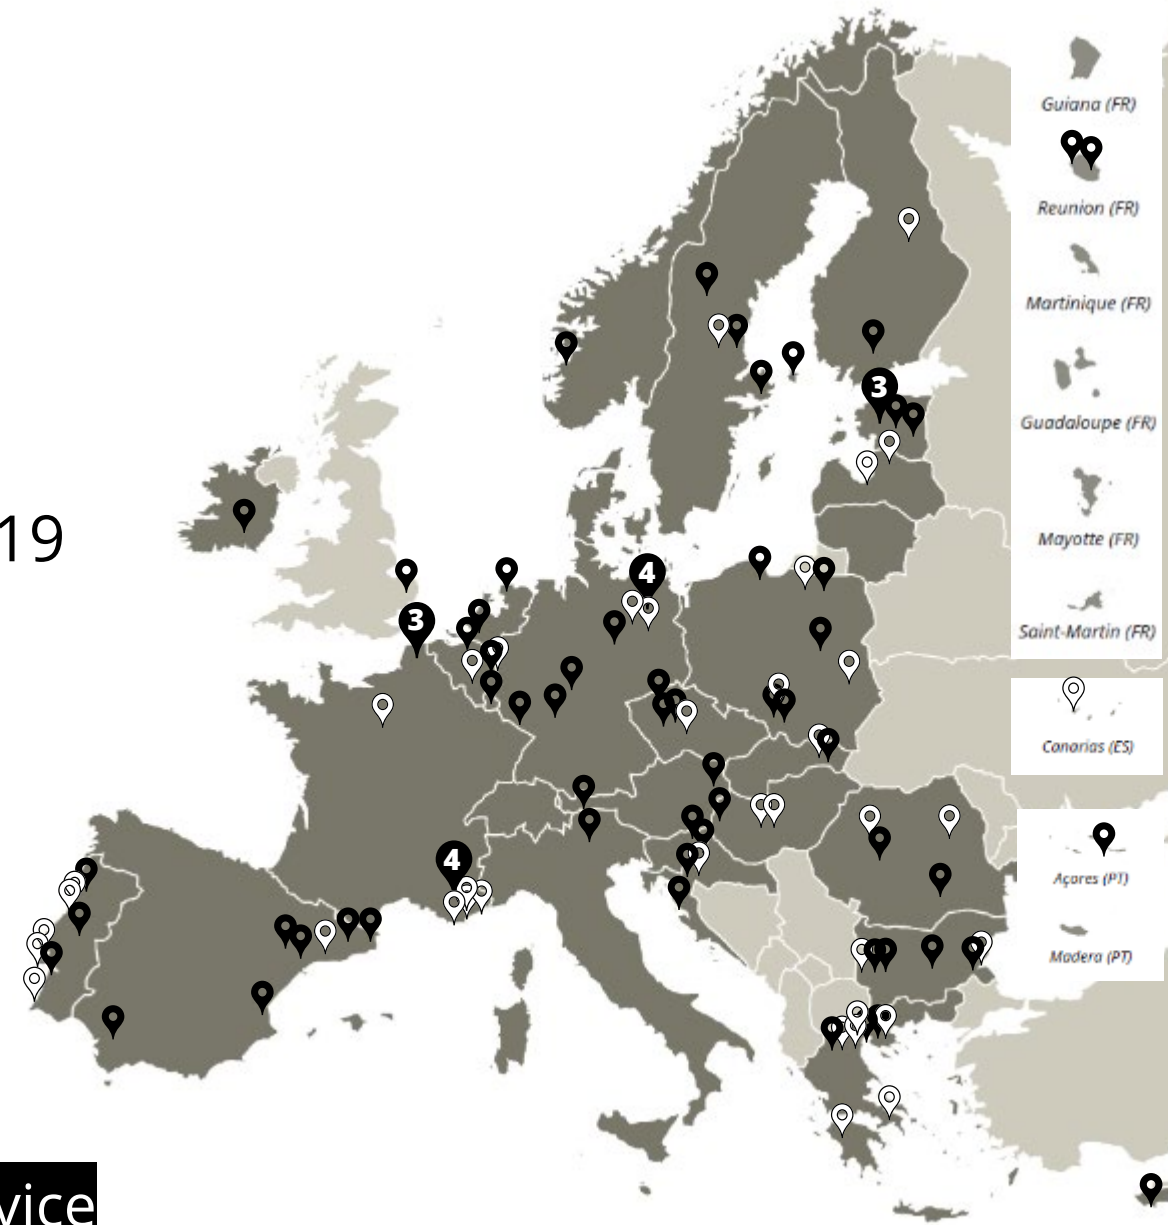 Guiana (FR)
Reunion (FR)
Martinique (FR)
3
Guadaloupe (FR)
19
Mayotte (FR)
4
3
Saint-Martin (FR)
Canarias (ES)
4
Açores (PT)
Madera (PT)
vice